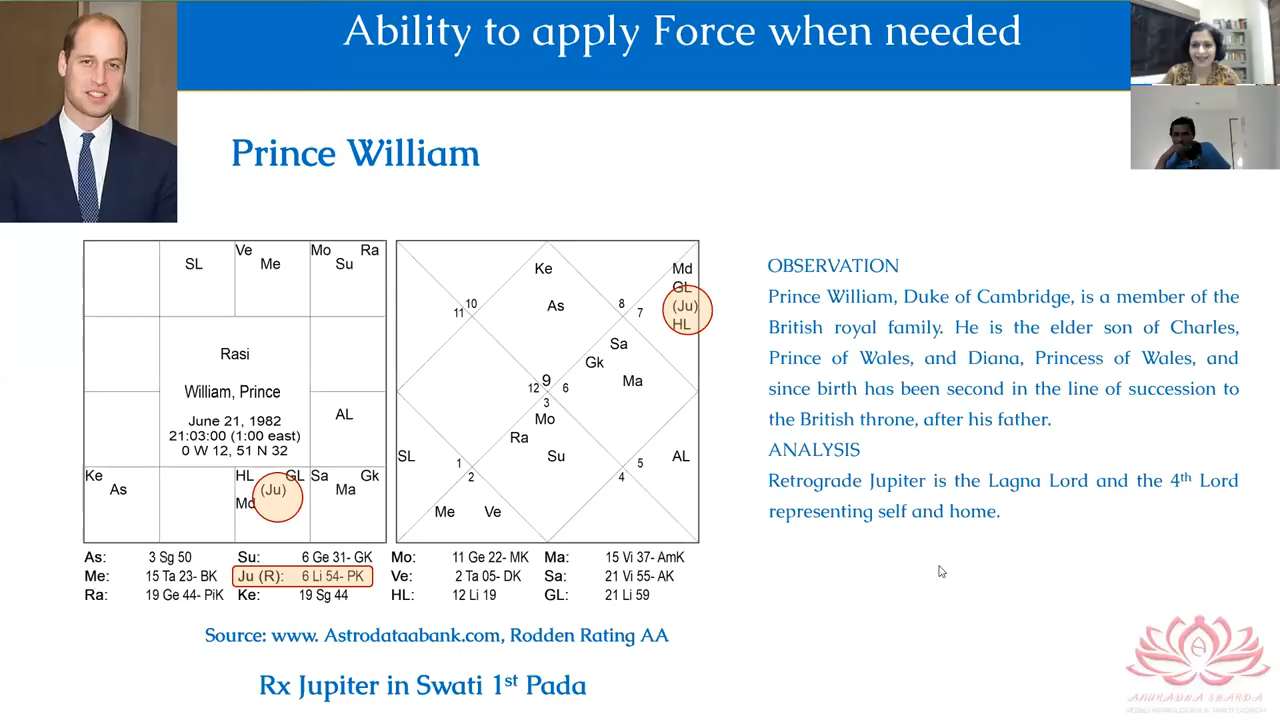 Ability to apply Force when needed
Prince William
Ve Mo Ra
SL Me Su
Rasi
William, Prince
June 21, 1982
21:03:00 (1:00 east)
0 W 12, 51 N 32
AL
Ke HL GL Sa Gk
As (Ju) Ma
Md
Ke Md
GL
As (Ju)
HL
10 8
11 7
Sa
Gk
Ma
9
12 6
3
Mo
Ra
Su
SL AL
1 5
2 4
Me Ve
As: 3 Sg 50 Su: 6 Ge 31- GK Mo: 11 Ge 22- MK Ma: 15 Vi 37- AmK
Me: 15 Ta 23- BK Ju (R): 6 Li 54- PK Ve: 2 Ta 05- DK Sa: 21 Vi 55- AK
Ra: 19 Ge 44- PiK Ke: 19 Sg 44 HL: 12 Li 19 GL: 21 Li 59
Source: www. Astrodataabank.com, Rodden Rating AA
Rx Jupiter in Swati 1st Pada
OBSERVATION
Prince William, Duke of Cambridge, is a member of the
British royal family. He is the elder son of Charles,
Prince of Wales, and Diana, Princess of Wales, and
since birth has been second in the line of succession to
the British throne, after his father.
ANALYSIS
Retrograde Jupiter is the Lagna Lord and the 4th Lord
representing self and home.
ANURADHA SHARDA